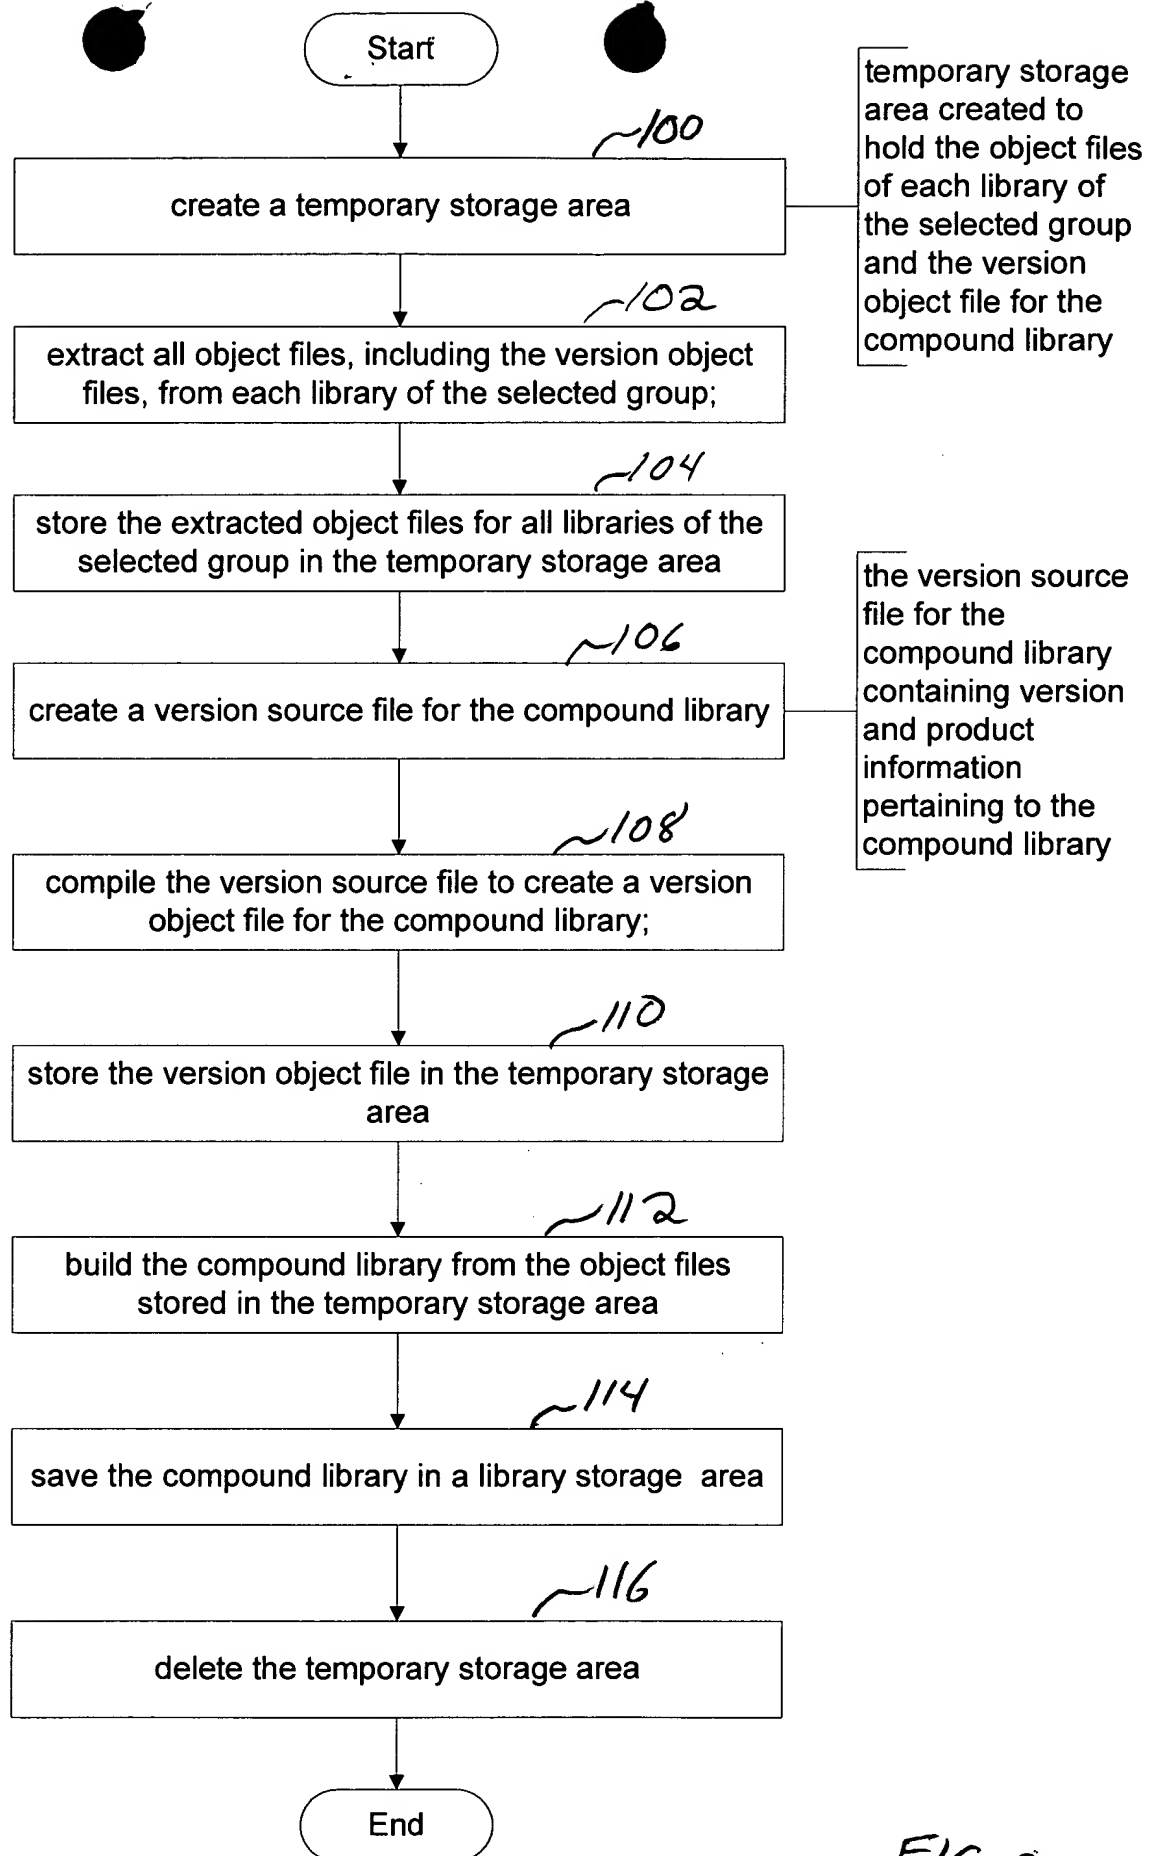 Start
100
create a temporary storage area
temporary storage
area created to
hold the object files
of each library of
the selected group
and the version
object file for the
compound library
102
extract all object files, including the version object
files, from each library of the selected group;
104
store the extracted object files for all libraries of the
selected group in the temporary storage area
106
create a version source file for the compound library
the version source
file for the
compound library
containing version
and product
information
pertaining to the
compound library
108
compile the version source file to create a version
object file for the compound library;
110
store the version object file in the temporary storage
area
112
build the compound library from the object files
stored in the temporary storage area
114
save the compound library in a library storage area
116
delete the temporary storage area
End
FIG.